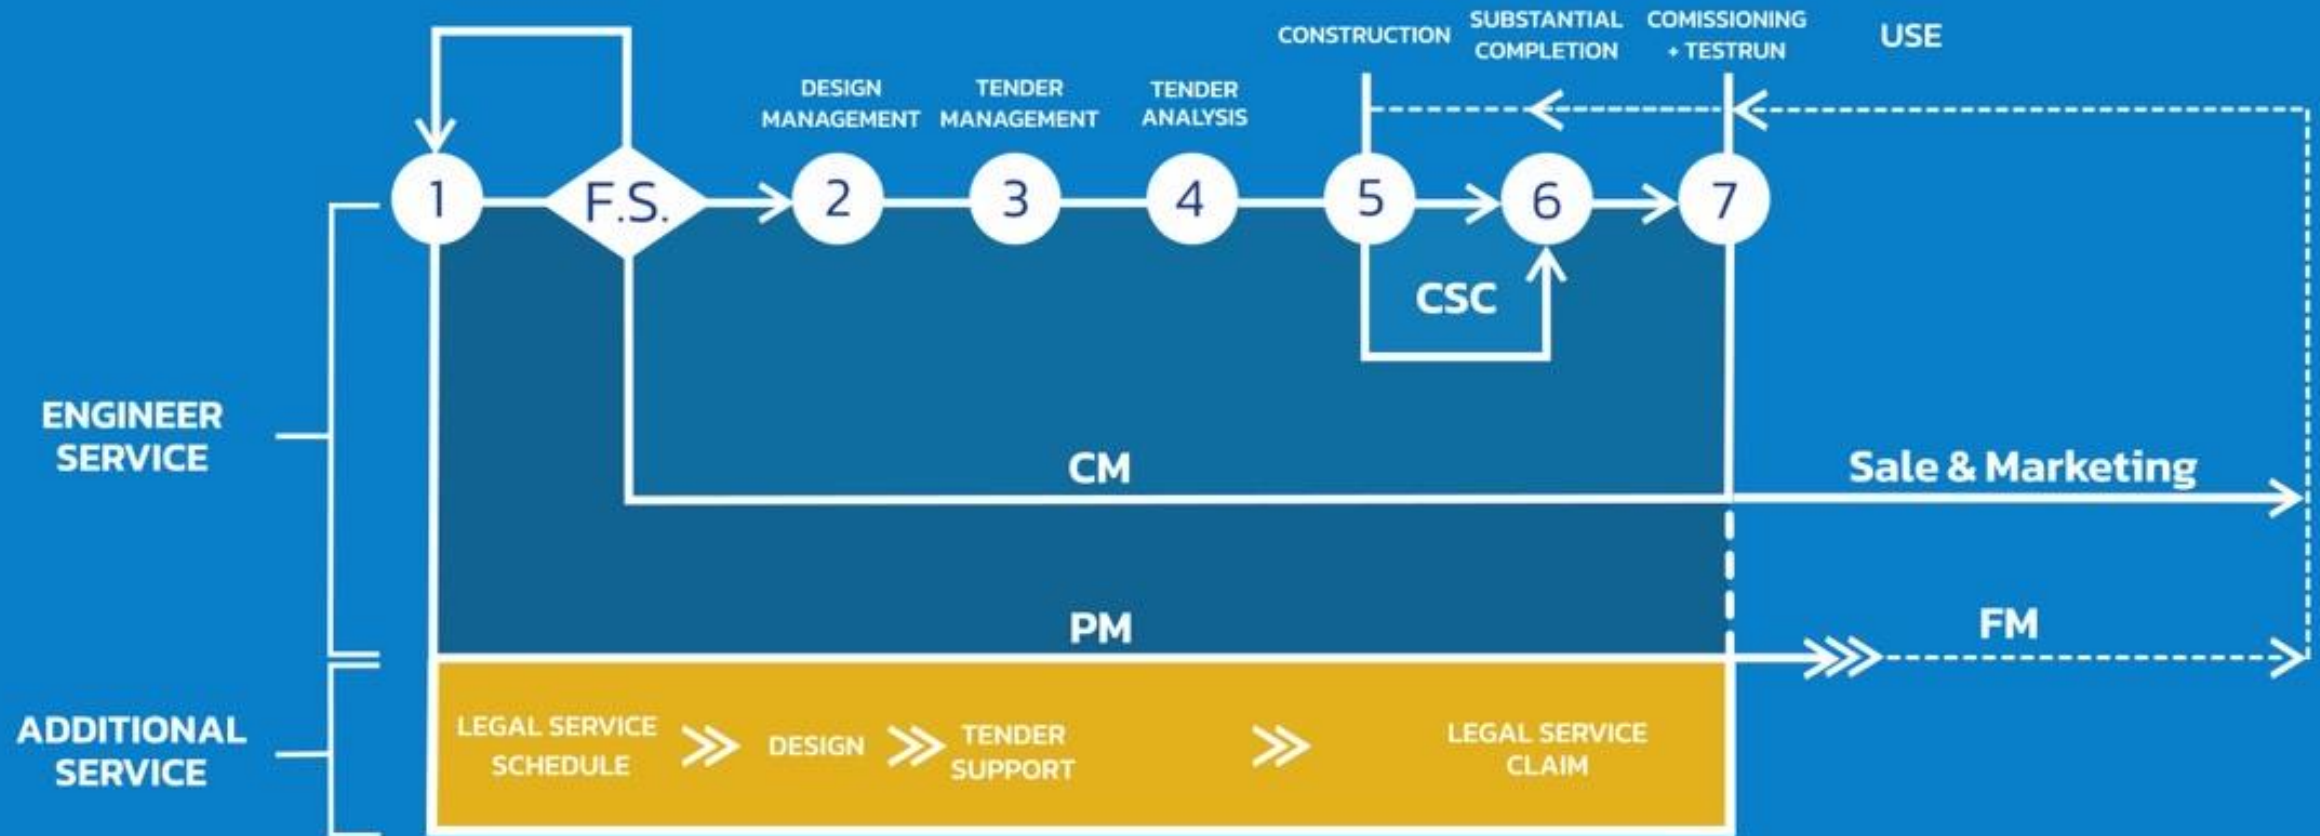 CONSTRUCTION
SUBSTANTIAL
COMPLETION
COMISSIONING
+ TESTRUN
USE
DESIGN
MANAGEMENT
TENDER
MANAGEMENT
TENDER
ANALYSIS
1
F.S.
2
3
4
5
6
7
CSC
ENGINEER
SERVICE
CM
Sale & Marketing
PM
FM
ADDITIONAL
SERVICE
LEGAL SERVICE
SCHEDULE
DESIGN
TENDER
SUPPORT
LEGAL SERVICE
CLAIM